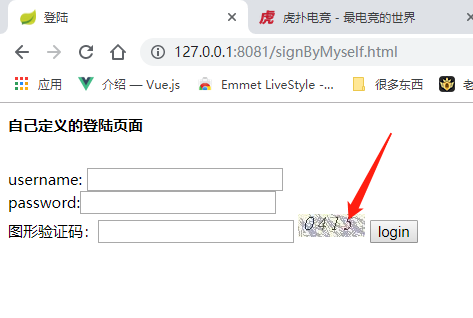 登陆
虎扑电竞 - 最电竞的世界
127.0.0.1:8081/signByMyself.html
应用
介绍 — Vue.js
Emmet LiveStyle -...
很多东西
老
自己定义的登陆页面
username:
password:
图形验证码：
0415
login